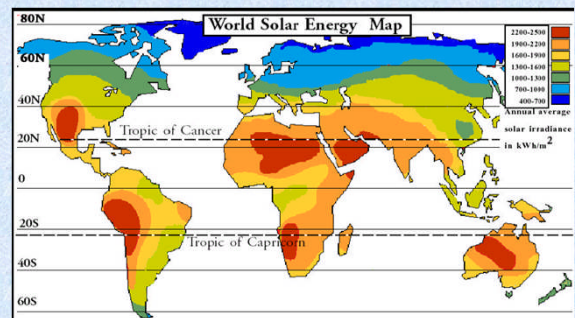 World Solar Energy Map
80N
60N
40N
20N
0
20S
40S
60S
Tropic of Cancer
Tropic of Capricorn
2200-2500
1900-2200
1600-1900
1300-1600
1000-1300
700-1000
400-700
Annual average
solar irradiance
in kWh/m²